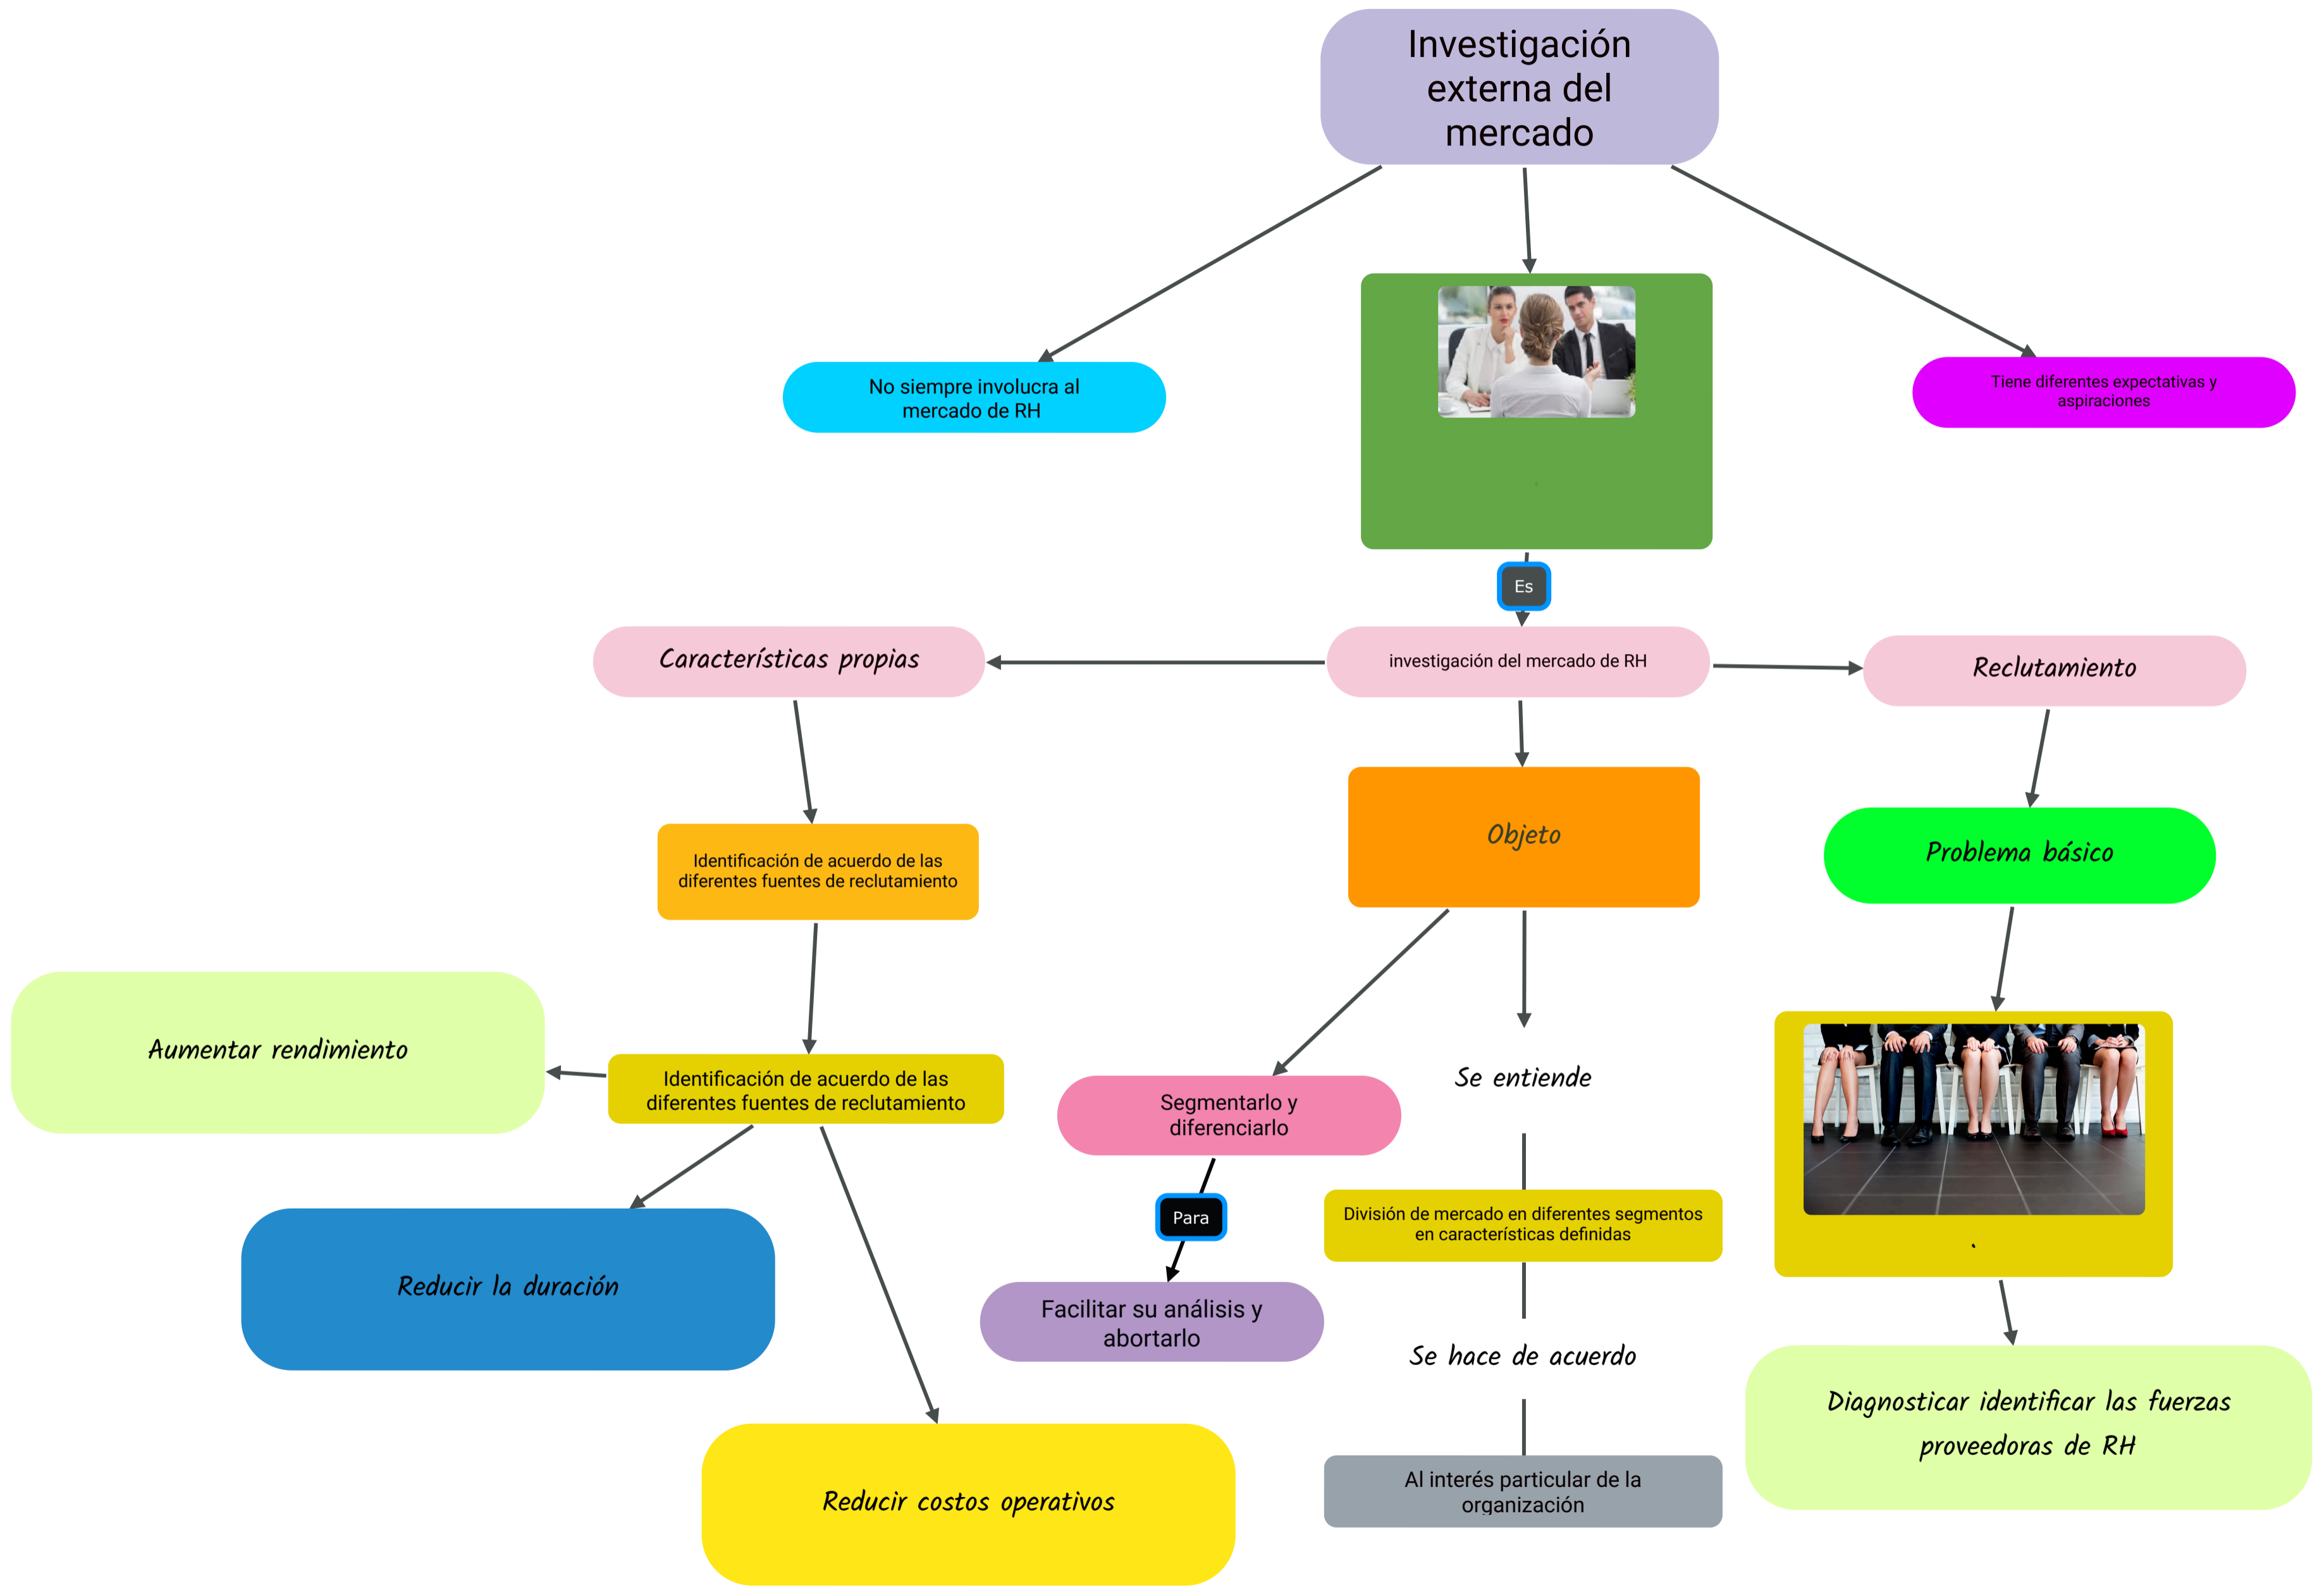 Investigación
externa del
mercado
No siempre involucra al
mercado de RH
Tiene diferentes expectativas y
aspiraciones
.
Es
Características propias
investigación del mercado de RH
Reclutamiento
Objeto
Problema básico
Identificación de acuerdo de las
diferentes fuentes de reclutamiento
Aumentar rendimiento
Identificación de acuerdo de las
diferentes fuentes de reclutamiento
Se entiende
Segmentarlo y
diferenciarlo
Para
División de mercado en diferentes segmentos
en características definidas
.
Reducir la duración
Facilitar su análisis y
abortarlo
Se hace de acuerdo
Diagnosticar identificar las fuerzas
proveedoras de RH
Reducir costos operativos
Al interés particular de la
organización